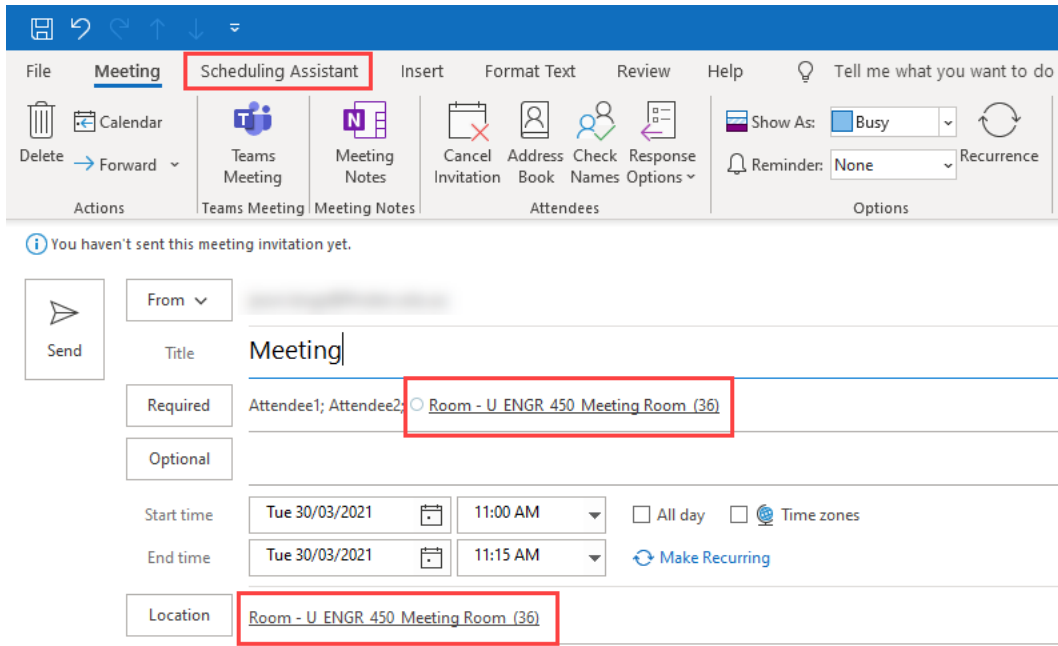 File Meeting Scheduling Assistant Insert Format Text Review Help Tell me what you want to do
Delete
Calendar
Forward
Actions
Teams
Meeting
Teams Meeting
Meeting
Notes
Meeting Notes
Cancel
Invitation
Address
Book
Check
Names
Response
Options
Attendees
Show As: Busy
Reminder: None
Recurrence
Options
You haven't sent this meeting invitation yet.
Send
From
Title Meeting
Required Attendee1; Attendee2; Room - U ENGR 450 Meeting Room (36)
Optional
Start time Tue 30/03/2021 11:00 AM All day Time zones
End time Tue 30/03/2021 11:15 AM Make Recurring
Location Room - U ENGR 450 Meeting Room (36)